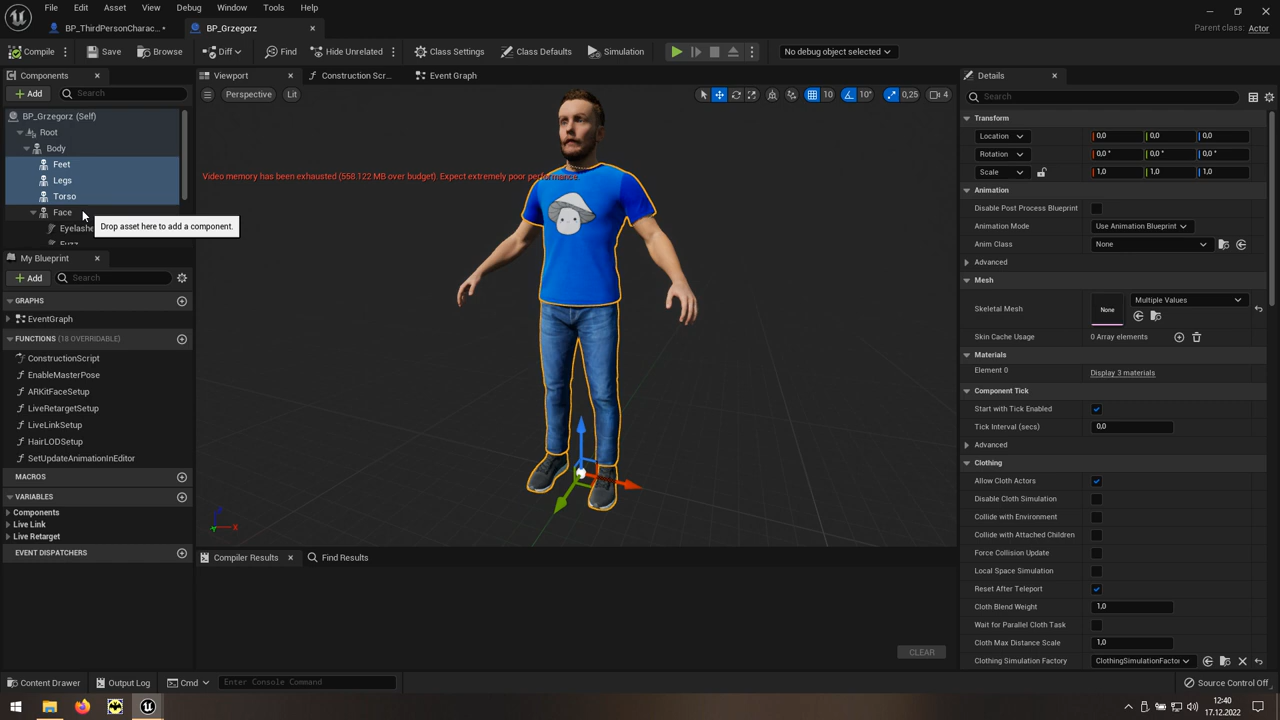 File Edit Asset View Debug Window Tools Help
BP_ThirdPersonCharac... •
BP_Grzegorz
Parent class: Actor
Compile
Save
Browse
Diff
Find
Hide Unrelated
Class Settings
Class Defaults
Simulation
No debug object selected
Components
Viewport
Construction Scr...
Event Graph
Details
Add
Search
Perspective
Lit
10
10°
0,25
4
Search
BP_Grzegorz (Self)
Root
Body
Feet
Legs
Torso
Face
Eyelashe
Fuzz
Drop asset here to add a component.
Video memory has been exhausted (558.122 MB over budget). Expect extremely poor performance.
My Blueprint
Add
Search
GRAPHS
EventGraph
FUNCTIONS (18 OVERRIDABLE)
ConstructionScript
EnableMasterPose
ARKitFaceSetup
LiveRetargetSetup
LiveLinkSetup
HairLODSetup
SetUpdateAnimationInEditor
MACROS
VARIABLES
Components
Live Link
Live Retarget
EVENT DISPATCHERS
X
Compiler Results
Find Results
CLEAR
Transform
Location 0,0 0,0 0,0
Rotation 0,0 ° 0,0 ° 0,0 °
Scale 1,0 1,0 1,0
Animation
Disable Post Process Blueprint
Animation Mode Use Animation Blueprint
Anim Class None
Advanced
Mesh
Skeletal Mesh None Multiple Values
Skin Cache Usage 0 Array elements
Materials
Element 0 Display 3 materials
Component Tick
Start with Tick Enabled
Tick Interval (secs) 0,0
Advanced
Clothing
Allow Cloth Actors
Disable Cloth Simulation
Collide with Environment
Collide with Attached Children
Force Collision Update
Local Space Simulation
Reset After Teleport
Cloth Blend Weight 1,0
Wait for Parallel Cloth Task
Cloth Max Distance Scale 1,0
Clothing Simulation Factory ClothingSimulationFactor
Content Drawer
Output Log
Cmd
Enter Console Command
Source Control Off
12:40
17.12.2022